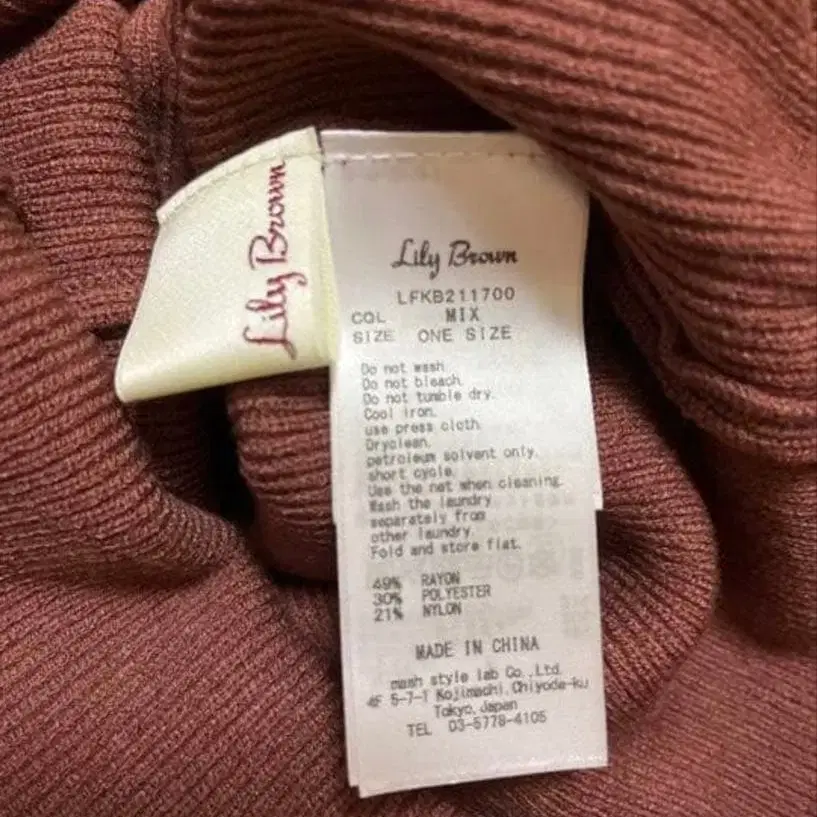 Lily Brown
Lily Brown
LFKB211700
COL MIX
SIZE ONE SIZE
Do not wash
Do not bleach.
Do not tumble dry.
Cool iron.
use press cloth
Dryclean.
petroleum solvent only.
short cycle.
Use the net when cleaning
Wash the laundry
separately from
other laundry
Fold and store flat.
49% RAYON
30% POLYESTER
21% NYLON
MADE IN CHINA
mash style lab Co.,Ltd.
4F 5-7-1 Kojimachi, Chiyoda-ku
Tokyo, Japan
TEL 03-5778-4105